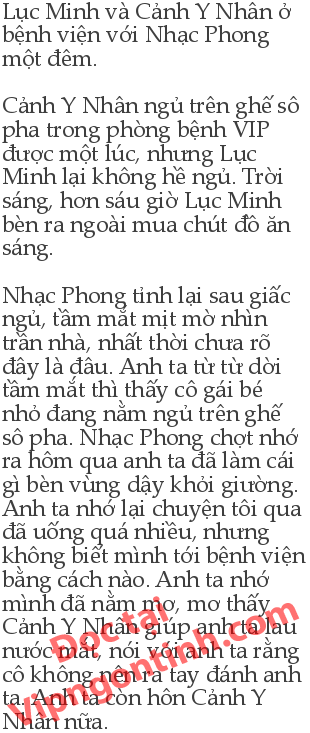 Lục Minh và Cảnh Y Nhân ở
bệnh viện với Nhạc Phong
một đêm.
Cảnh Y Nhân ngủ trên ghế sô
pha trong phòng bệnh VIP
được một lúc, nhưng Lục
Minh lại không hề ngủ. Trời
sáng, hơn sáu giờ Lục Minh
bèn ra ngoài mua chút đồ ăn
sáng.
Nhạc Phong tỉnh lại sau giấc
ngủ, tầm mắt mịt mờ nhìn
trần nhà, nhất thời chưa rõ
đây là đâu. Anh ta từ từ dời
tầm mắt thì thấy cô gái bé
nhỏ đang nằm ngủ trên ghế
sô pha. Nhạc Phong chợt nhớ
ra hôm qua anh ta đã làm cái
gì bèn vùng dậy khỏi giường.
Anh ta nhớ lại chuyện tôi qua
đã uống quá nhiều, nhưng
không biết mình tới bệnh viện
bằng cách nào. Anh ta nhớ
mình đã nằm mơ, mơ thấy
Cảnh Y Nhân giúp anh ta lau
nước mắt, nói với anh ta rằng
cô không nên ra tay đánh anh
ta. Anh ta còn hôn Cảnh Y
Nhân nữa.
Đọc tại
Vipngontinh.com